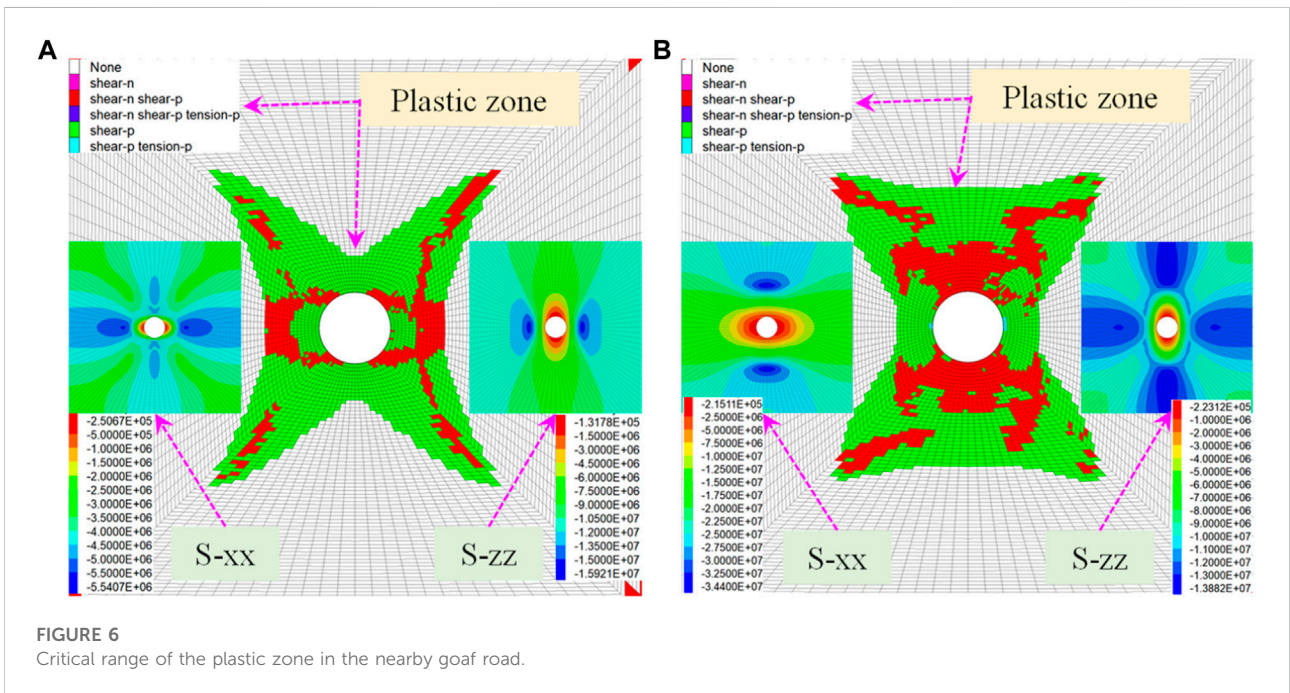 A
None
shear-n
shear-n shear-p
shear-n shear-p tension-p
shear-p
shear-p tension-p
Plastic zone
-2.5067E+05
-5.0000E+05
-1.0000E+06
-1.5000E+06
-2.0000E+06
-2.5000E+06
-3.0000E+06
-3.5000E+06
-4.0000E+06
-4.5000E+06
-5.0000E+06
-5.5000E+06
-5.5407E+06
S-xx
-1.3178E+05
-1.5000E+06
-3.0000E+06
-4.5000E+06
-6.0000E+06
-7.5000E+06
-9.0000E+06
-1.0500E+07
-1.2000E+07
-1.3500E+07
-1.5000E+07
-1.5921E+07
S-zz
B
None
shear-n
shear-n shear-p
shear-n shear-p tension-p
shear-p
shear-p tension-p
Plastic zone
-2.1511E+05
-2.5000E+06
-5.0000E+06
-7.5000E+06
-1.0000E+07
-1.2500E+07
-1.5000E+07
-1.7500E+07
-2.0000E+07
-2.2500E+07
-2.5000E+07
-2.7500E+07
-3.0000E+07
-3.2500E+07
-3.4400E+07
S-xx
-2.2312E+05
-1.0000E+06
-2.0000E+06
-3.0000E+06
-4.0000E+06
-5.0000E+06
-6.0000E+06
-7.0000E+06
-8.0000E+06
-9.0000E+06
-1.0000E+07
-1.1000E+07
-1.2000E+07
-1.3000E+07
-1.3882E+07
S-zz
FIGURE 6
Critical range of the plastic zone in the nearby goaf road.